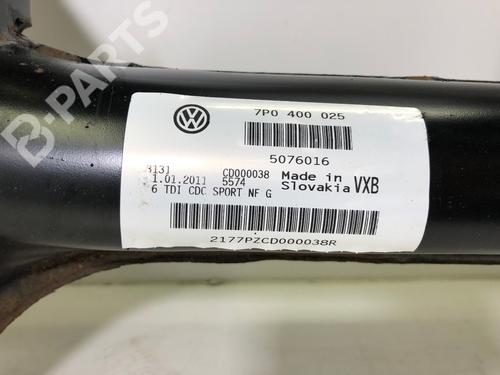 B-PARTS
7P0 400 025
5076016
CD000038
1.01.2011 5574 Made in Slovakia VXB
6 TDI CDC SPORT NF G
2177PZCD000038R